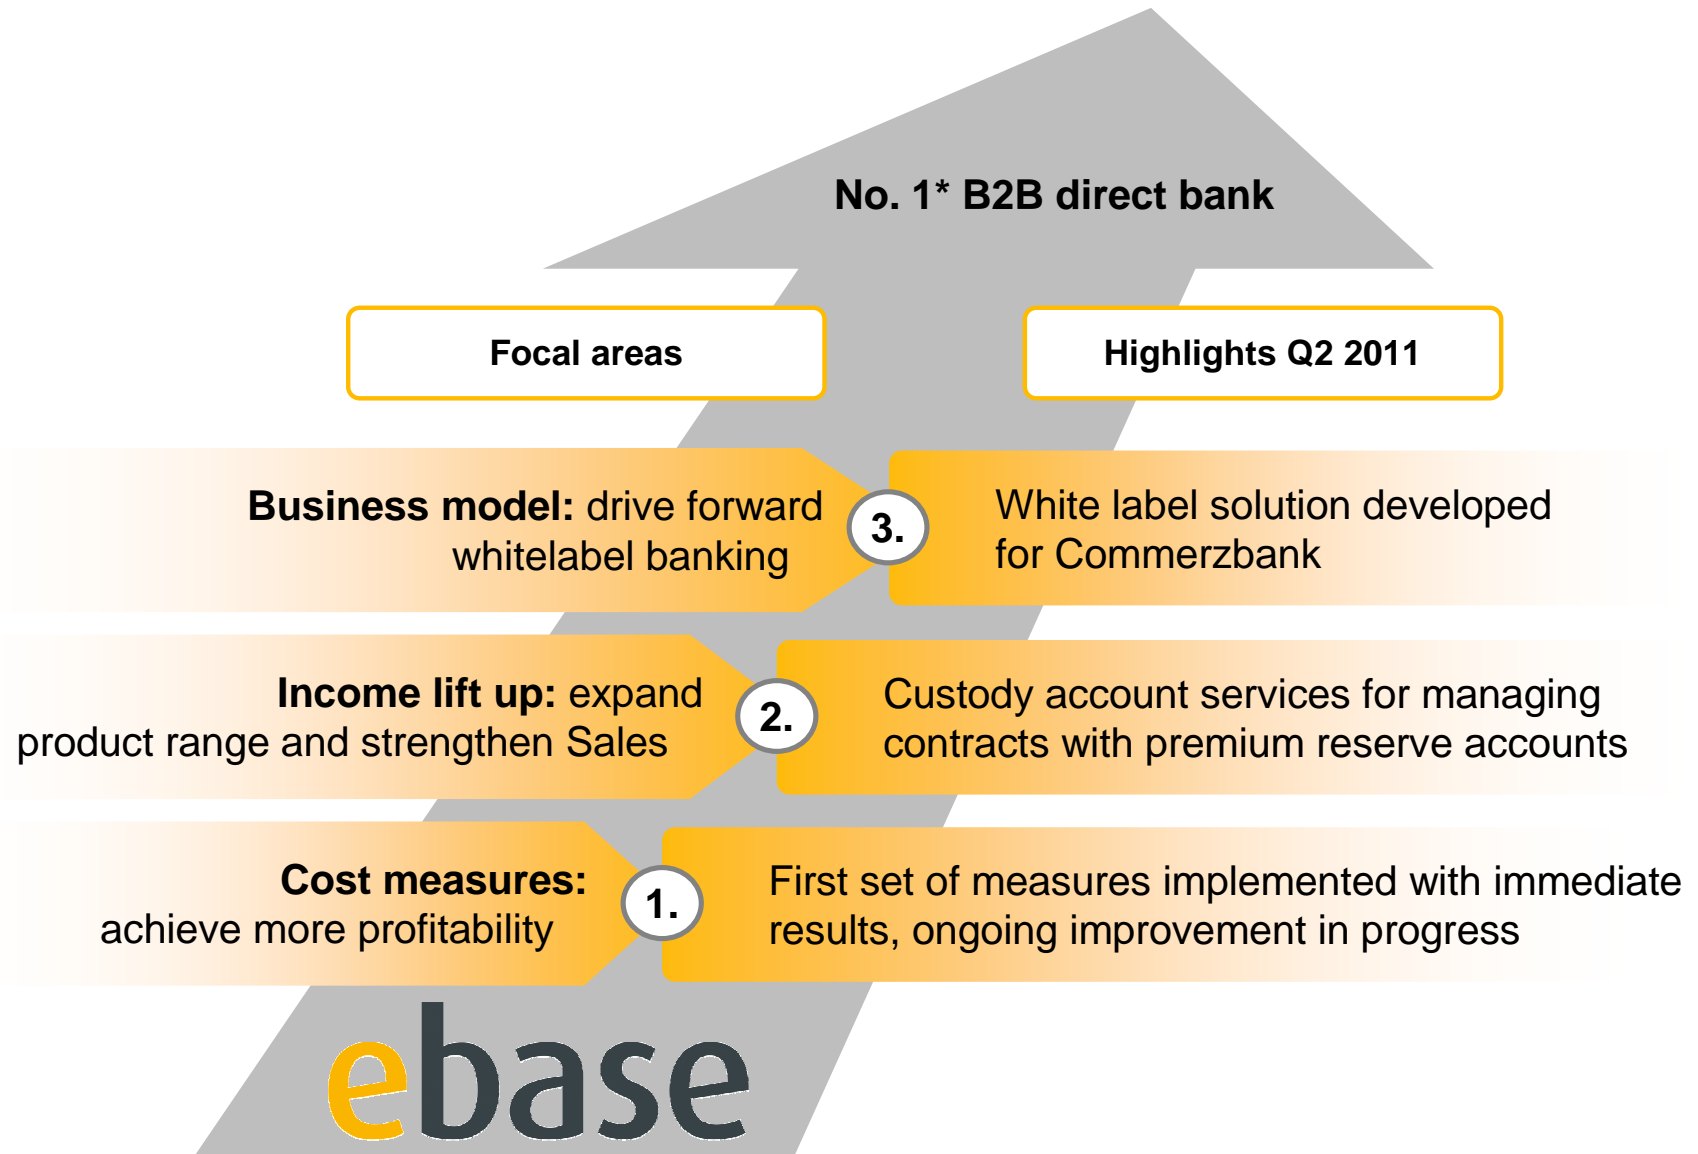 No. 1* B2B direct bank
Focal areas
Highlights Q2 2011
Business model: drive forward
whitelabel banking
3.
White label solution developed
for Commerzbank
Income lift up: expand
product range and strengthen Sales
2.
Custody account services for managing
contracts with premium reserve accounts
Cost measures:
achieve more profitability
1.
First set of measures implemented with immediate
results, ongoing improvement in progress
ebase